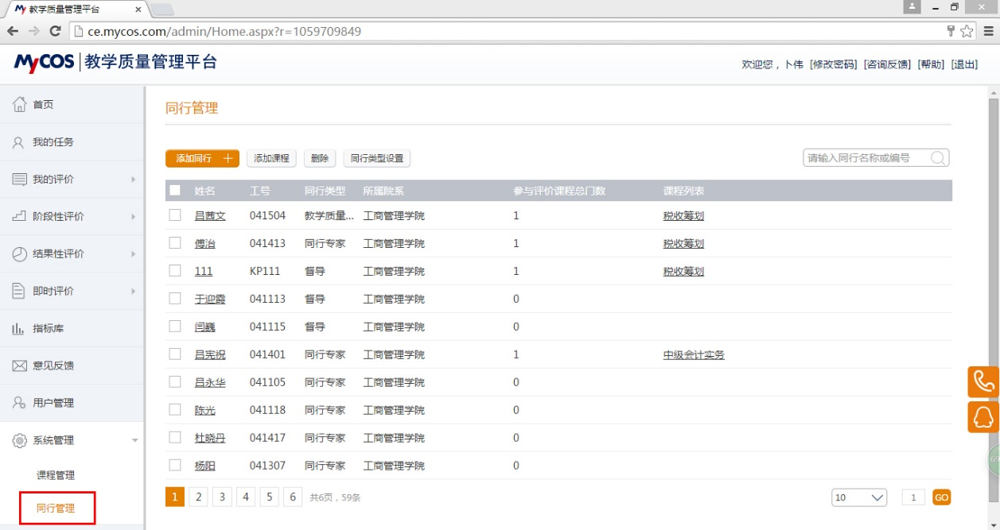 My 教学质量管理平台
ce.mycos.com/admin/Home.aspx?r=1059709849
MyCOS 教学质量管理平台
欢迎您，卜伟 [修改密码] [咨询反馈] [帮助] [退出]
首页
我的任务
我的评价
阶段性评价
结果性评价
即时评价
指标库
意见反馈
用户管理
系统管理
课程管理
同行管理
同行管理
添加同行 添加课程 删除 同行类型设置 请输入同行名称或编号
姓名 工号 同行类型 所属院系 参与评价课程总门数 课程列表
吕茜文 041504 教学质量... 工商管理学院 1 税收筹划
傅治 041413 同行专家 工商管理学院 1 税收筹划
111 KP111 督导 工商管理学院 1 税收筹划
于迎霞 041113 督导 工商管理学院 0
闫巍 041115 督导 工商管理学院 0
吕宪祝 041401 同行专家 工商管理学院 1 中级会计实务
吕永华 041105 同行专家 工商管理学院 0
陈光 041118 同行专家 工商管理学院 0
杜晓丹 041417 同行专家 工商管理学院 0
杨阳 041307 同行专家 工商管理学院 0
1 2 3 4 5 6 共6页，59条 10 1 GO